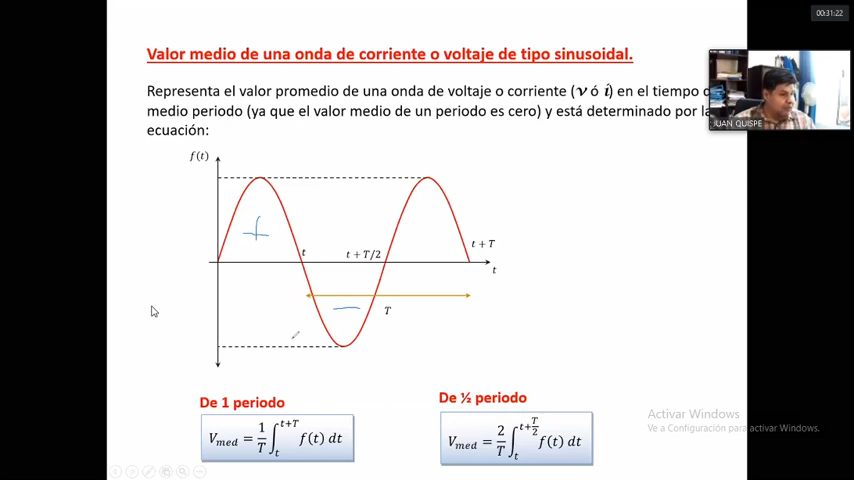 00:31:22
Valor medio de una onda de corriente o voltaje de tipo sinusoidal.
Representa el valor promedio de una onda de voltaje o corriente (v ó i) en el tiempo
medio periodo (ya que el valor medio de un periodo es cero) y está determinado por la
ecuación:
JUAN QUISPE
f(t)
+
t
t + T/2
t + T
t
−
T
De 1 periodo
De ½ periodo
V_med = 1/T ∫_t^{t+T} f(t) dt
V_med = 2/T ∫_t^{t+T/2} f(t) dt
Activar Windows
Ve a Configuración para activar Windows.